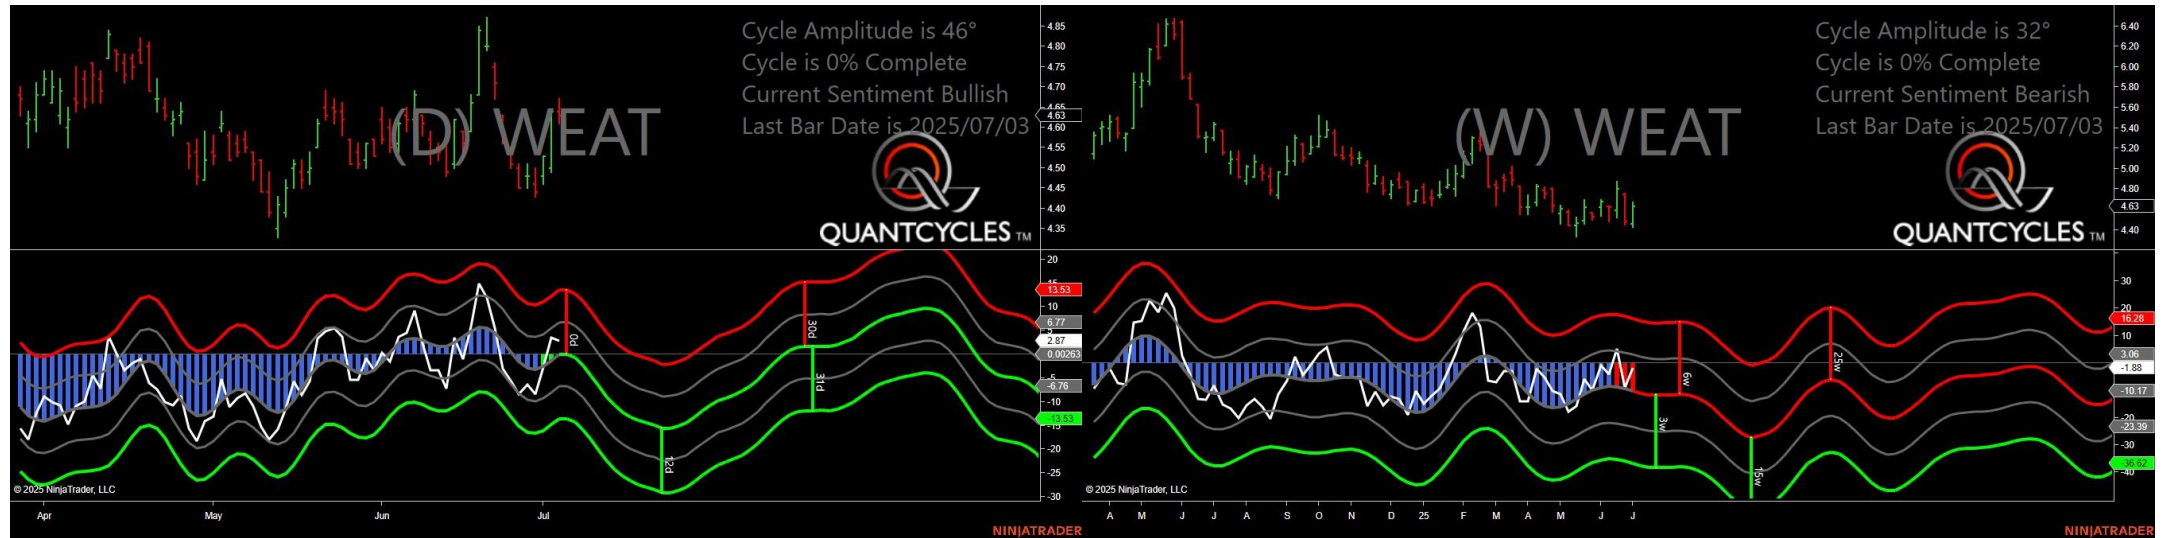 Cycle Amplitude is 46°
Cycle is 0% Complete
Current Sentiment Bullish
Last Bar Date is 2025/07/03
(D) WEAT
QUANTCYCLES TM
4.85
4.80
4.75
4.70
4.65
4.63
4.60
4.55
4.50
4.45
4.40
4.35
20
13.53
10
6.77
5
2.87
0.00263
-5
-6.76
-10
-13.53
-15
-20
-25
-30
0d
30d
31d
12d
© 2025 NinjaTrader, LLC
Apr May Jun Jul
NINJATRADER
Cycle Amplitude is 32°
Cycle is 0% Complete
Current Sentiment Bearish
Last Bar Date is 2025/07/03
(W) WEAT
QUANTCYCLES TM
6.40
6.20
6.00
5.80
5.60
5.40
5.20
5.00
4.80
4.63
4.40
30
20
16.28
10
3.06
-1.88
-10.17
-20
-23.39
-30
-36.62
-40
6w
25w
3w
15w
© 2025 NinjaTrader, LLC
A M J J A S O N D 25 F M A M J J
NINJATRADER